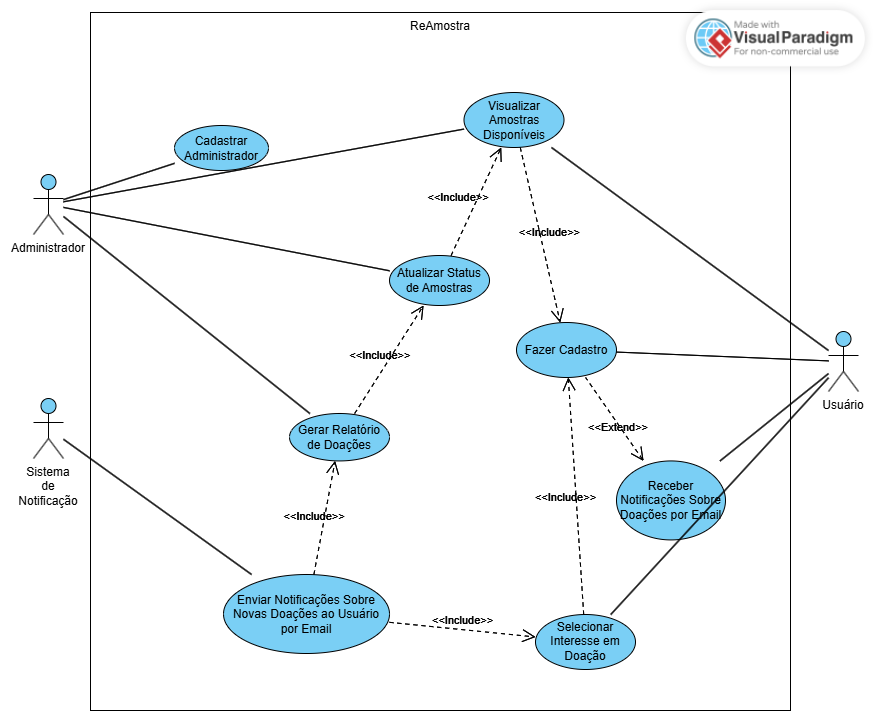 ReAmostra
Made with
VisualParadigm
For non-commercial use
Visualizar
Amostras
Disponíveis
Cadastrar
Administrador
<<Include>>
Administrador
<<Include>>
Atualizar Status
de Amostras
Fazer Cadastro
<<Include>>
Usuário
Gerar Relatório
de Doações
<<Extend>>
Sistema
de
Notificação
Receber
Notificações Sobre
Doações por Email
<<Include>>
<<Include>>
Enviar Notificações Sobre
Novas Doações ao Usuário
por Email
<<Include>>
Selecionar
Interesse em
Doação